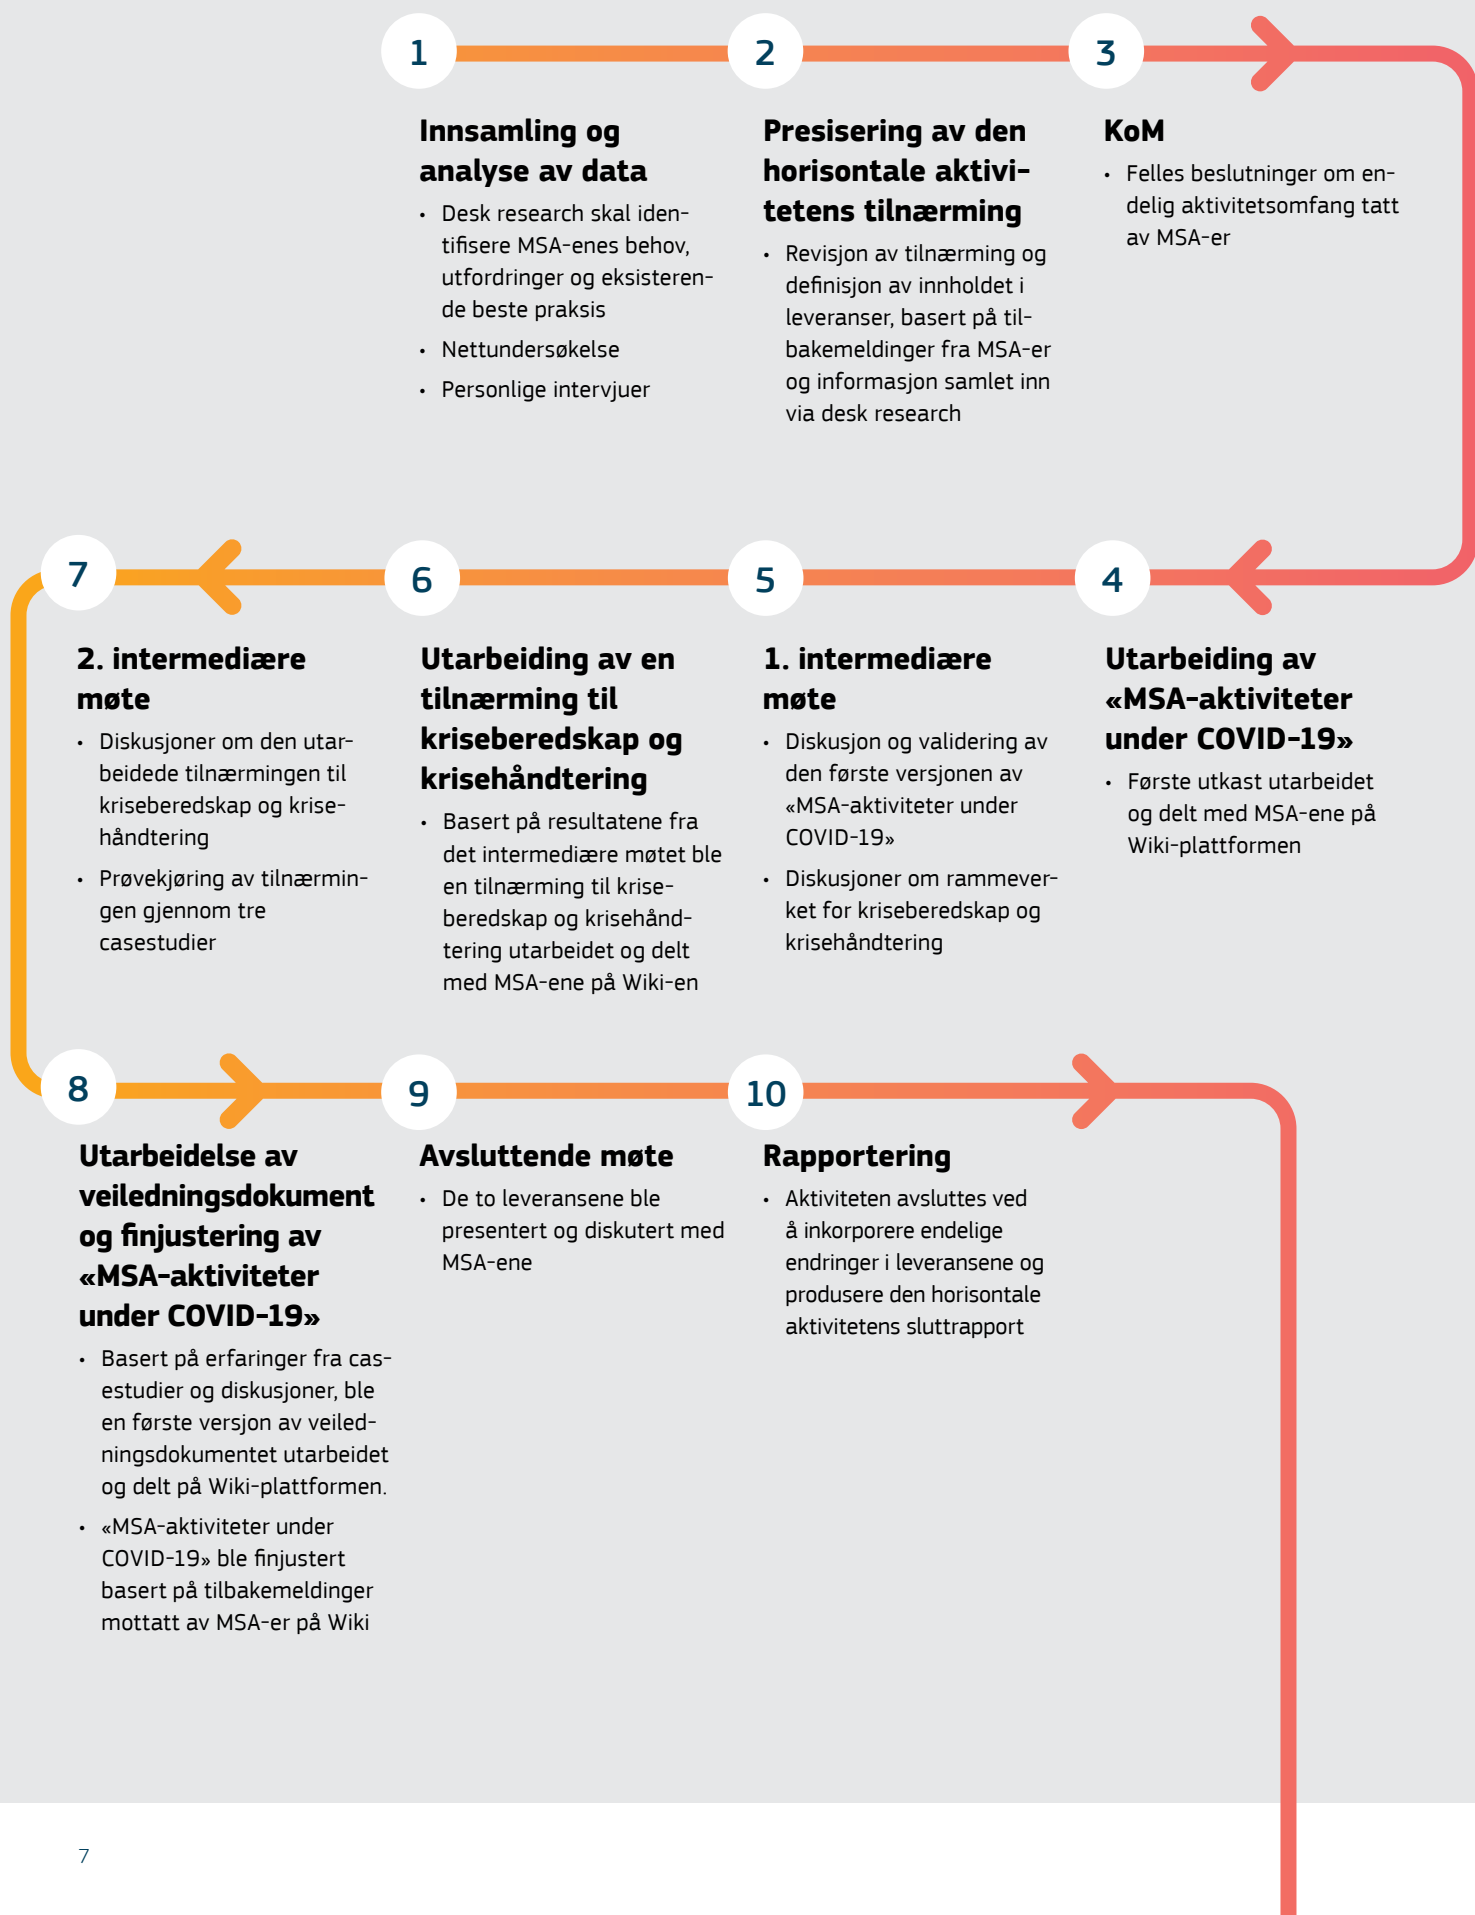 1
Innsamling og
analyse av data
• Desk research skal iden-
tifisere MSA-enes behov,
utfordringer og eksisteren-
de beste praksis
• Nettundersøkelse
• Personlige intervjuer
2
Presisering av den
horisontale aktivi-
tetens tilnærming
• Revisjon av tilnærming og
definisjon av innholdet i
leveranser, basert på til-
bakemeldinger fra MSA-er
og informasjon samlet inn
via desk research
3
KoM
• Felles beslutninger om en-
delig aktivitetsomfang tatt
av MSA-er
4
Utarbeiding av
«MSA-aktiviteter
under COVID-19»
• Første utkast utarbeidet
og delt med MSA-ene på
Wiki-plattformen
5
1. intermediære
møte
• Diskusjon og validering av
den første versjonen av
«MSA-aktiviteter under
COVID-19»
• Diskusjoner om rammever-
ket for kriseberedskap og
krisehåndtering
6
Utarbeiding av en
tilnærming til
kriseberedskap og
krisehåndtering
• Basert på resultatene fra
det intermediære møtet ble
en tilnærming til krise-
beredskap og krisehånd-
tering utarbeidet og delt
med MSA-ene på Wiki-en
7
2. intermediære
møte
• Diskusjoner om den utar-
beidede tilnærmingen til
kriseberedskap og krise-
håndtering
• Prøvekjøring av tilnærmin-
gen gjennom tre
casestudier
8
Utarbeidelse av
veiledningsdokument
og finjustering av
«MSA-aktiviteter
under COVID-19»
• Basert på erfaringer fra cas-
estudier og diskusjoner, ble
en første versjon av veiled-
ningsdokumentet utarbeidet
og delt på Wiki-plattformen.
• «MSA-aktiviteter under
COVID-19» ble finjustert
basert på tilbakemeldinger
mottatt av MSA-er på Wiki
9
Avsluttende møte
• De to leveransene ble
presentert og diskutert med
MSA-ene
10
Rapportering
• Aktiviteten avsluttes ved
å inkorporere endelige
endringer i leveransene og
produsere den horisontale
aktivitetens sluttrapport
7